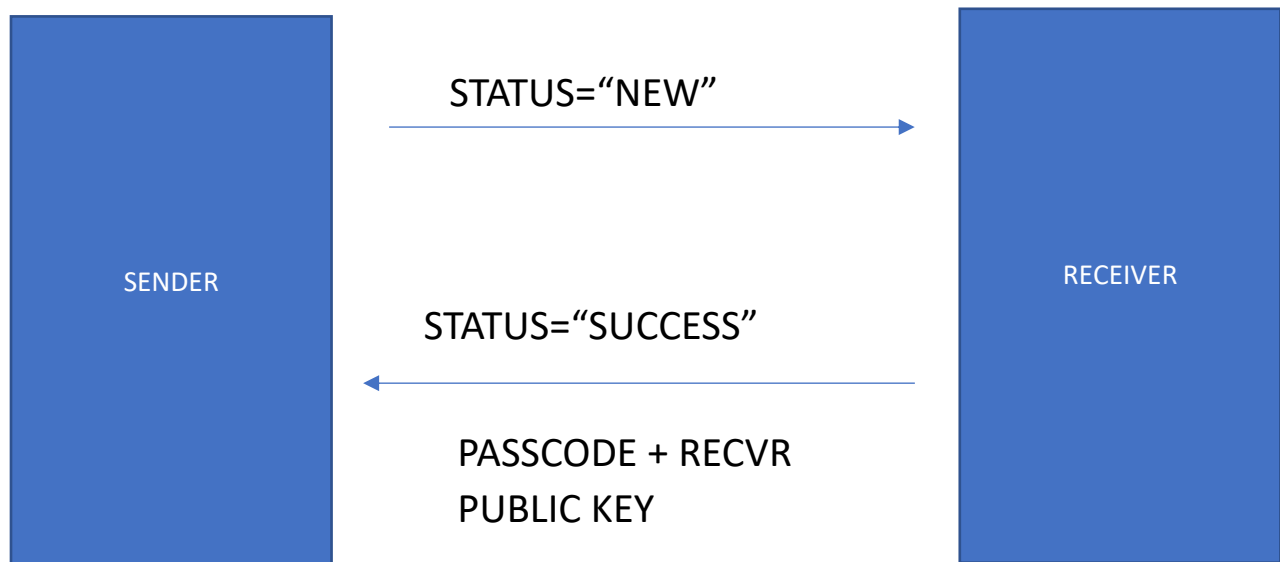 STATUS=“NEW”
SENDER
RECEIVER
STATUS=“SUCCESS”
PASSCODE + RECVR
PUBLIC KEY